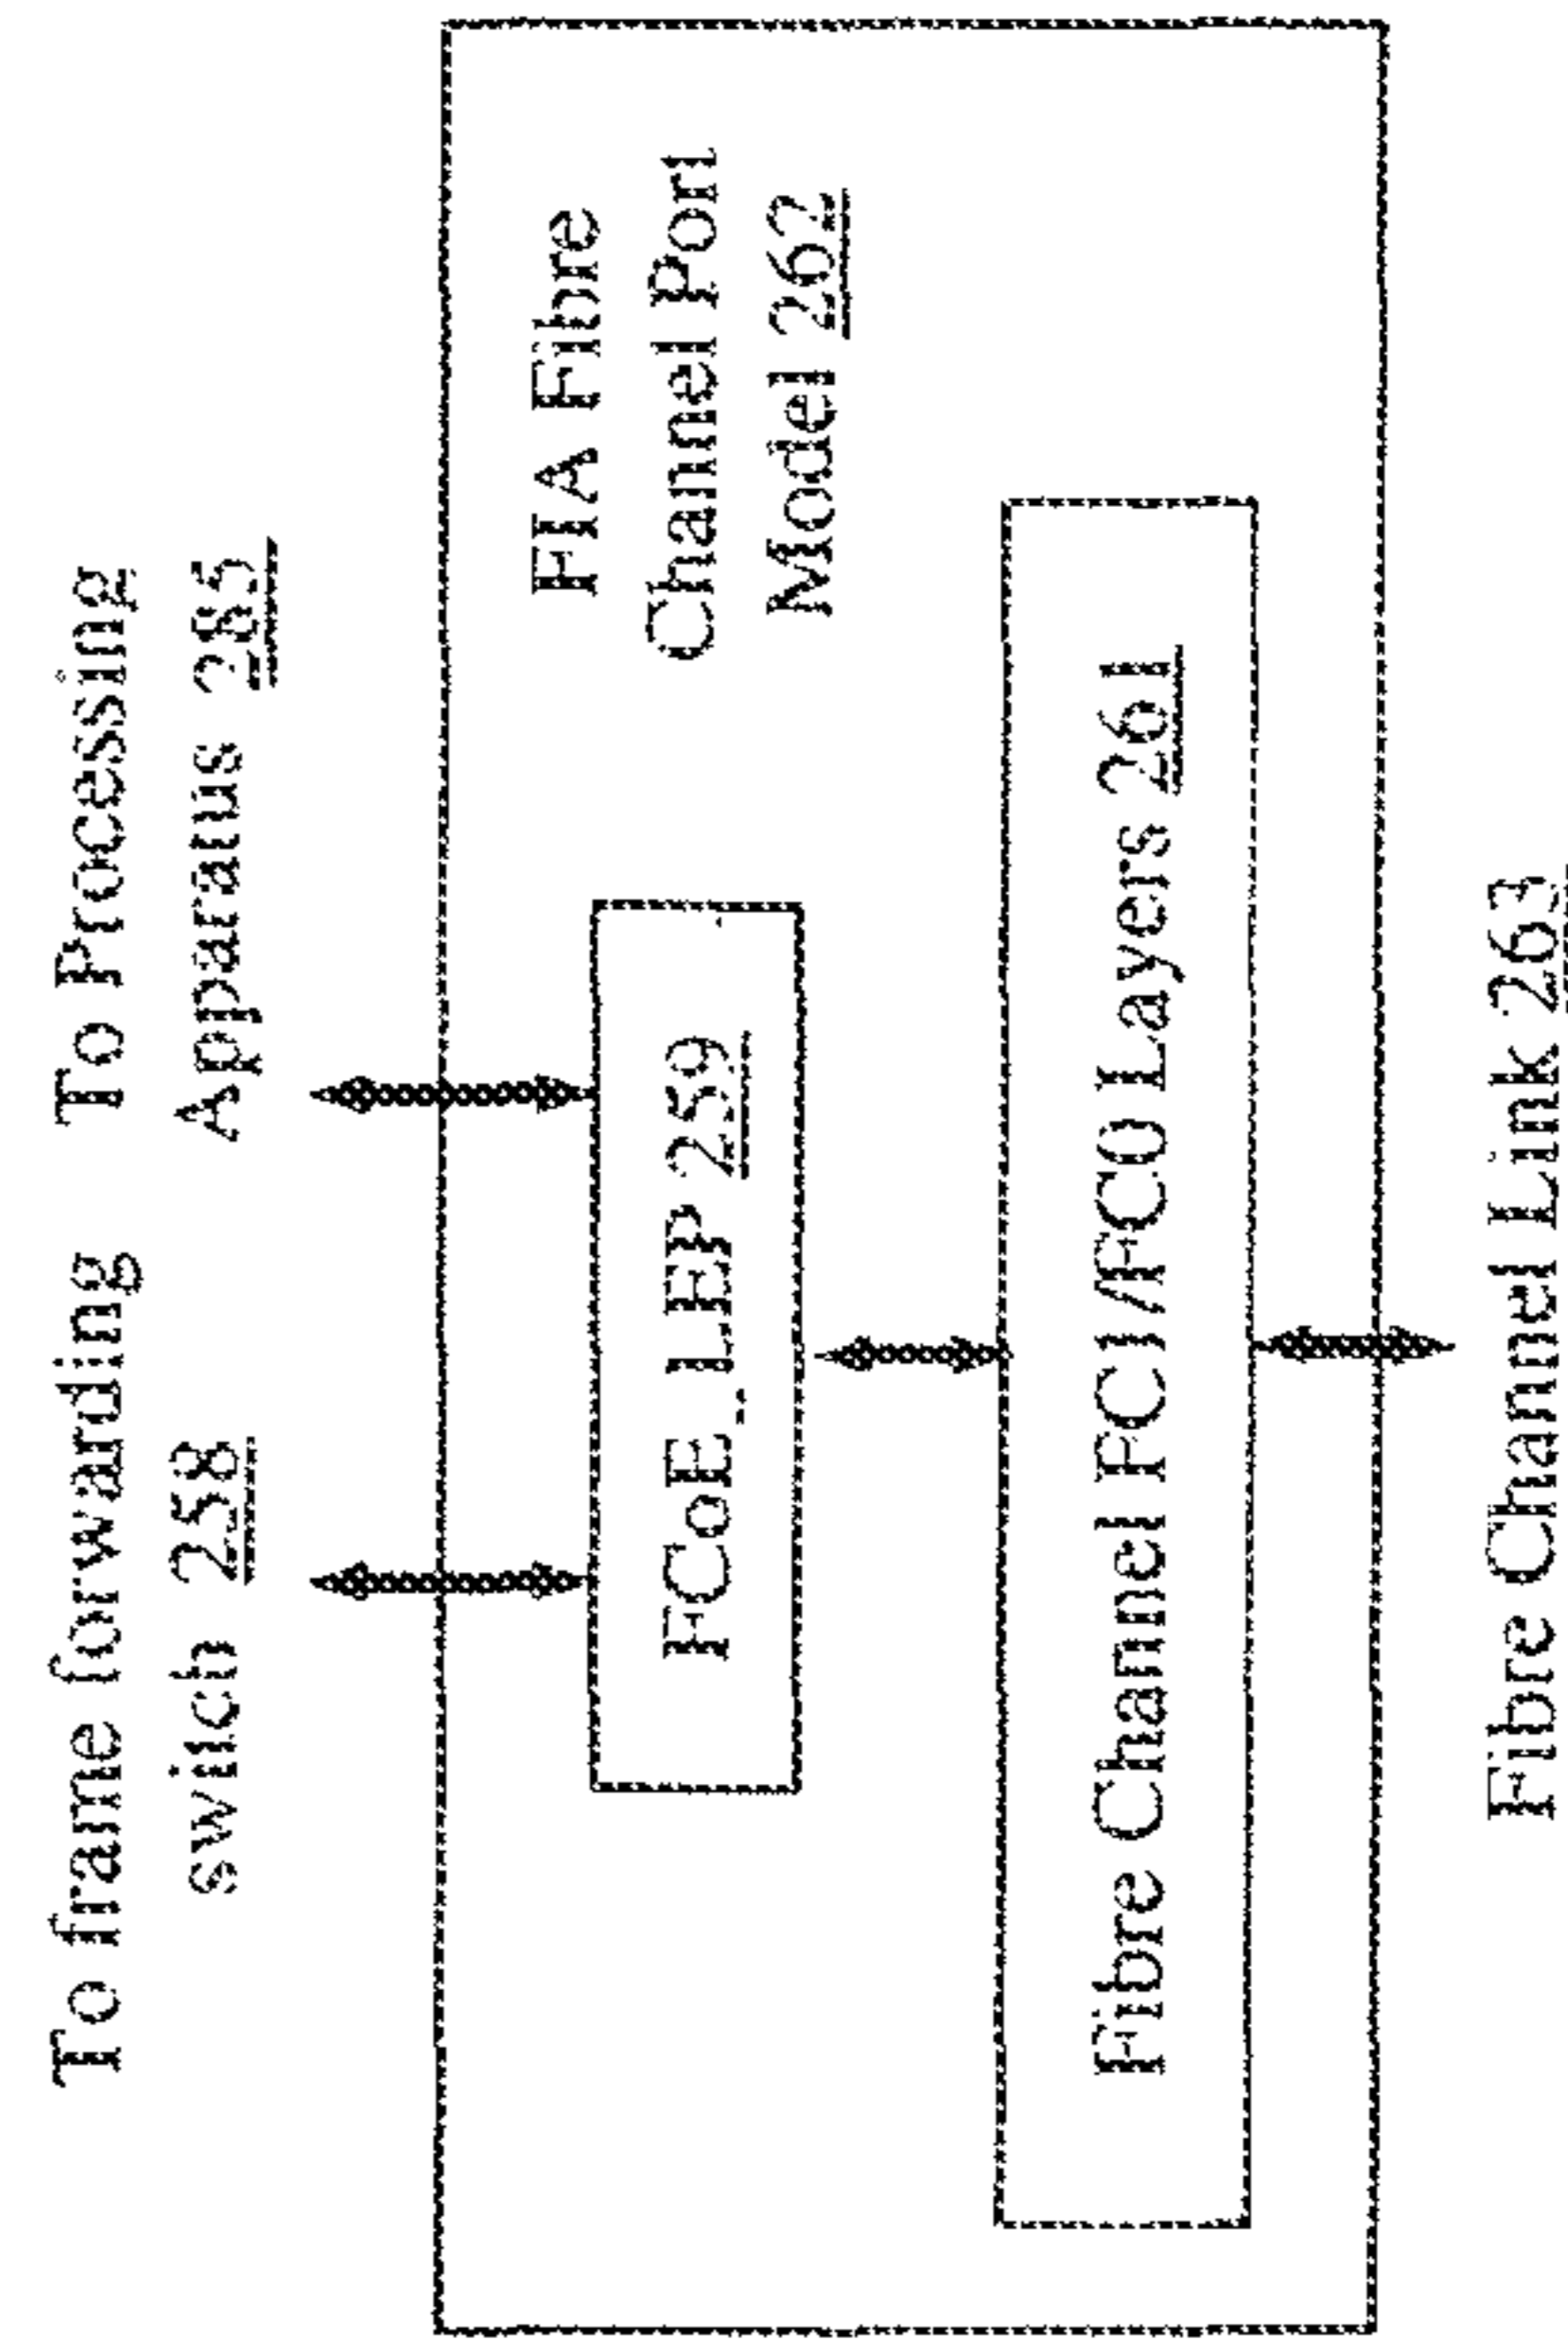 To frame forwarding
switch 258
To Processing
Apparatus 285
FIA Fibre
Channel Port
Model 262
FCoE_LEP 259
Fibre Channel FC1/FC0 Layers 261
Fibre Channel Link 263